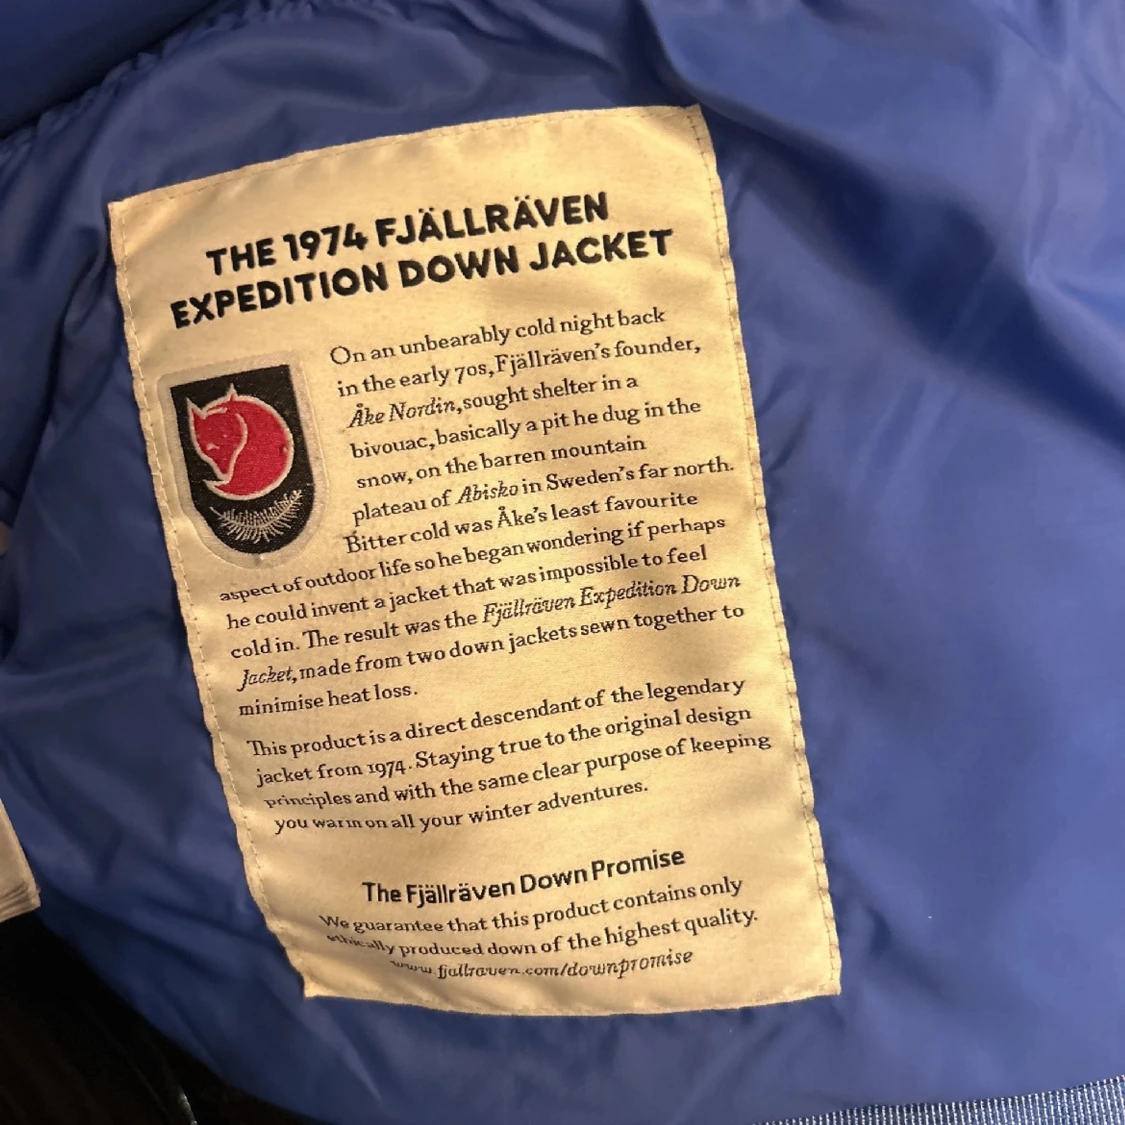 THE 1974 FJÄLLRÄVEN
EXPEDITION DOWN JACKET
On an unbearably cold night back
in the early 70s, Fjällräven's founder,
Åke Nordin, sought shelter in a
bivouac, basically a pit he dug in the
snow, on the barren mountain
plateau of Abisko in Sweden's far north.
Bitter cold was Åke's least favourite
aspect of outdoor life so he began wondering if perhaps
he could invent a jacket that was impossible to feel
cold in. The result was the Fjällräven Expedition Down
Jacket, made from two down jackets sewn together to
minimise heat loss.
This product is a direct descendant of the legendary
jacket from 1974. Staying true to the original design
principles and with the same clear purpose of keeping
you warm on all your winter adventures.
The Fjällräven Down Promise
We guarantee that this product contains only
ethically produced down of the highest quality.
www.fjallraven.com/downpromise